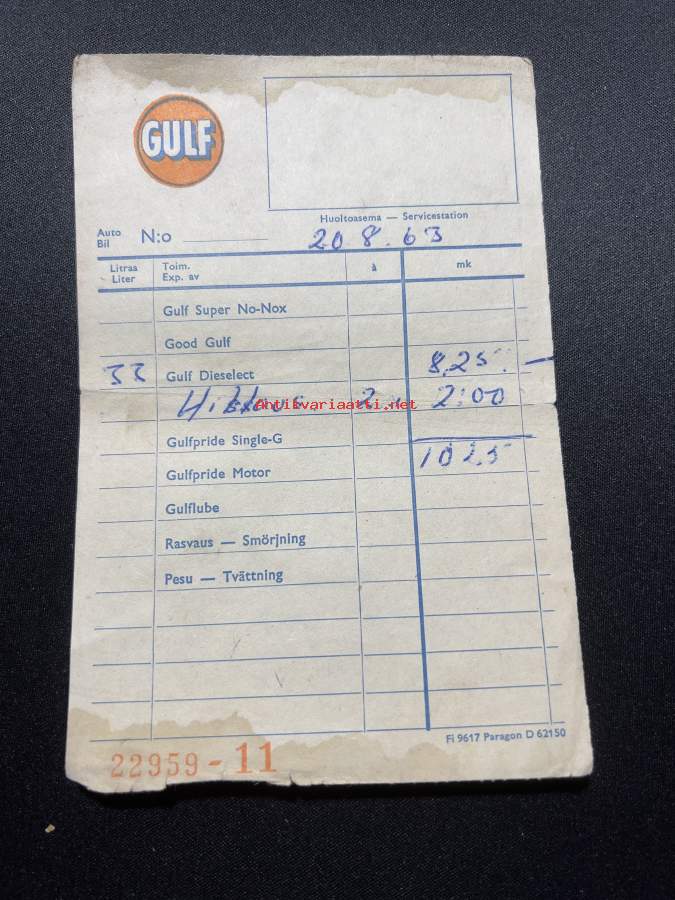 GULF
Huoltoasema — Servicestation
Auto
Bil N:o
20 8. 63
Litraa
Liter
Toim.
Exp. av
à
mk
Gulf Super No-Nox
Good Gulf
33 Gulf Dieselect 8,25. —
2 2:00
Antikvariaatti.net
Gulfpride Single-G
10 25
Gulfpride Motor
Gulflube
Rasvaus — Smörjning
Pesu — Tvättning
Fi 9617 Paragon D 62150
22959 - 11